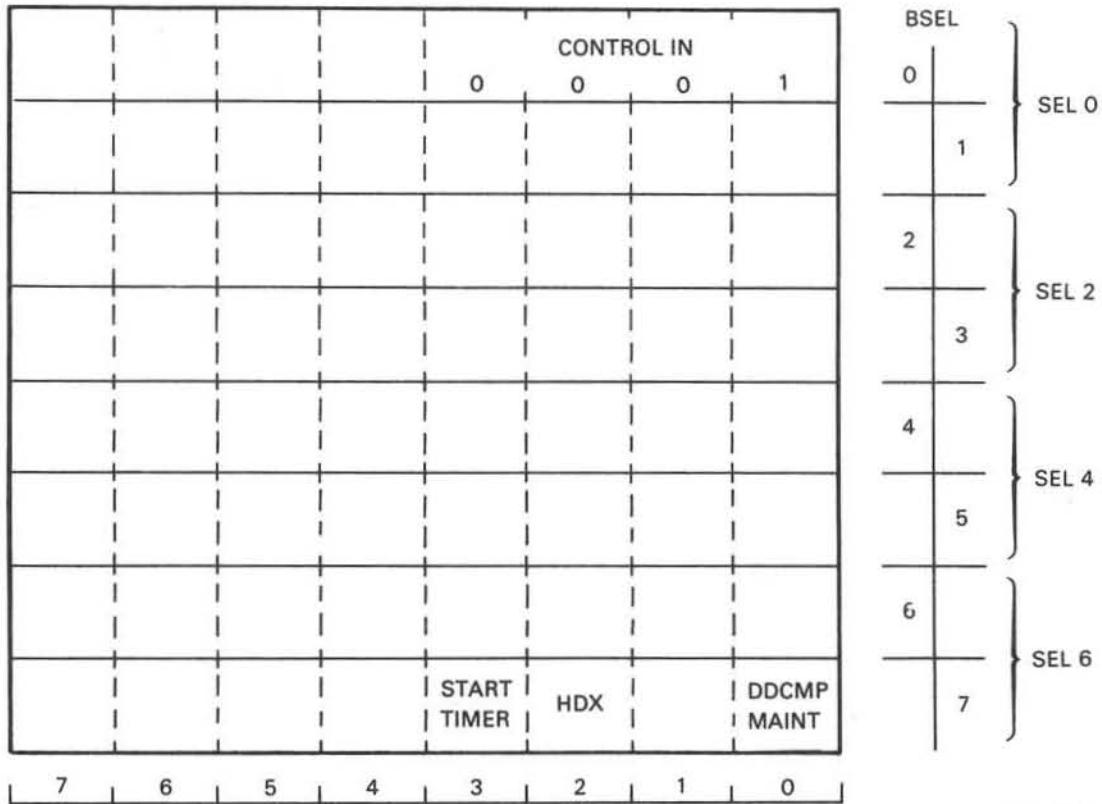 BSEL
CONTROL IN
0 0 0 1
0
SEL 0
1
2
SEL 2
3
4
SEL 4
5
6
SEL 6
START TIMER HDX DDCMP MAINT
7
7 6 5 4 3 2 1 0